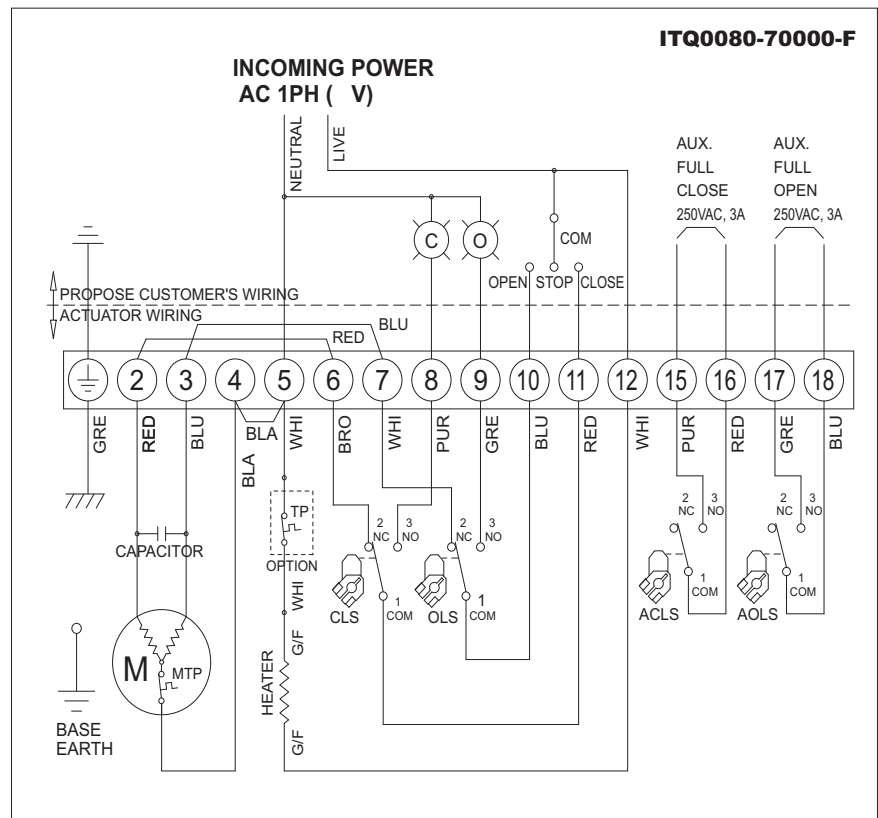 ITQ0080-70000-F
INCOMING POWER
AC 1PH ( V)
NEUTRAL
LIVE
AUX.
FULL
CLOSE
250VAC, 3A
AUX.
FULL
OPEN
250VAC, 3A
C
O
COM
OPEN
STOP
CLOSE
PROPOSE CUSTOMER'S WIRING
ACTUATOR WIRING
BLU
RED
2
3
4
5
6
7
8
9
10
11
12
15
16
17
18
GRE
RED
BLU
BLA
BLA
WHI
BRO
WHI
PUR
GRE
BLU
RED
WHI
PUR
RED
GRE
BLU
CAPACITOR
TP
OPTION
WHI
G/F
HEATER
G/F
2
NC
3
NO
1
COM
CLS
2
NC
3
NO
1
COM
OLS
2
NC
3
NO
1
COM
ACLS
2
NC
3
NO
1
COM
AOLS
M
MTP
BASE
EARTH